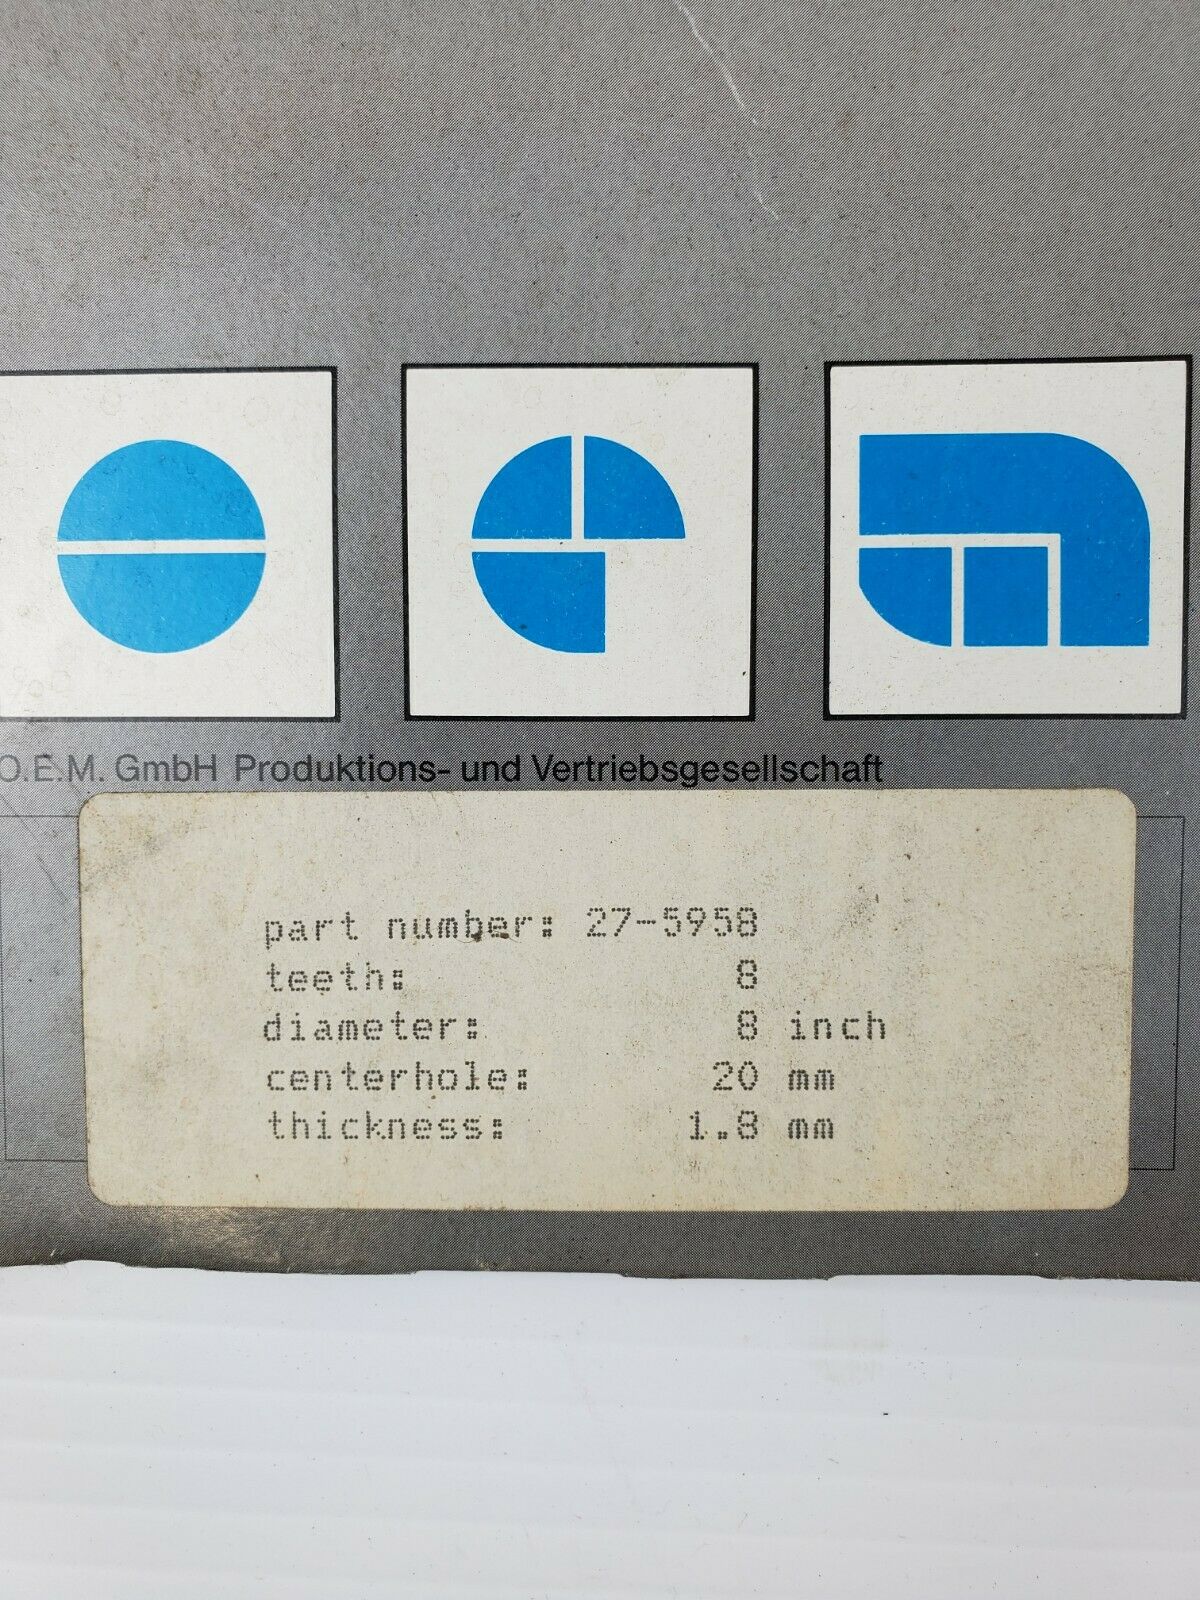 O.E.M. GmbH Produktions- und Vertriebsgesellschaft
part number: 27-5958
teeth: 8
diameter: 8 inch
centerhole: 20 mm
thickness: 1.8 mm